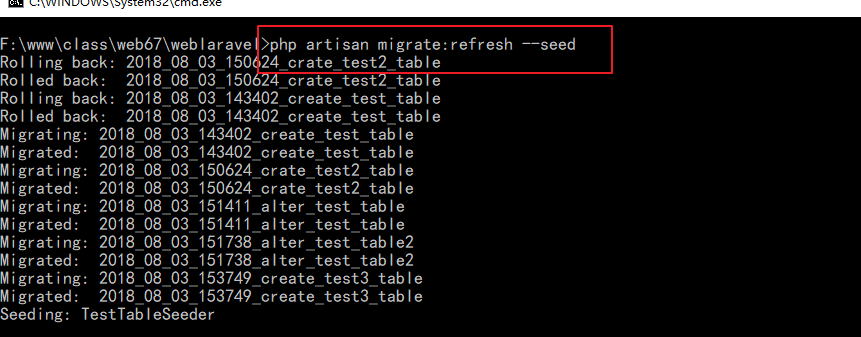 C:\WINDOWS\System32\cmd.exe
F:\www\class\web67\weblaravel>php artisan migrate:refresh --seed
Rolling back: 2018_08_03_150624_crate_test2_table
Rolled back:  2018_08_03_150624_crate_test2_table
Rolling back: 2018_08_03_143402_create_test_table
Rolled back:  2018_08_03_143402_create_test_table
Migrating: 2018_08_03_143402_create_test_table
Migrated:  2018_08_03_143402_create_test_table
Migrating: 2018_08_03_150624_crate_test2_table
Migrated:  2018_08_03_150624_crate_test2_table
Migrating: 2018_08_03_151411_alter_test_table
Migrated:  2018_08_03_151411_alter_test_table
Migrating: 2018_08_03_151738_alter_test_table2
Migrated:  2018_08_03_151738_alter_test_table2
Migrating: 2018_08_03_153749_create_test3_table
Migrated:  2018_08_03_153749_create_test3_table
Seeding: TestTableSeeder